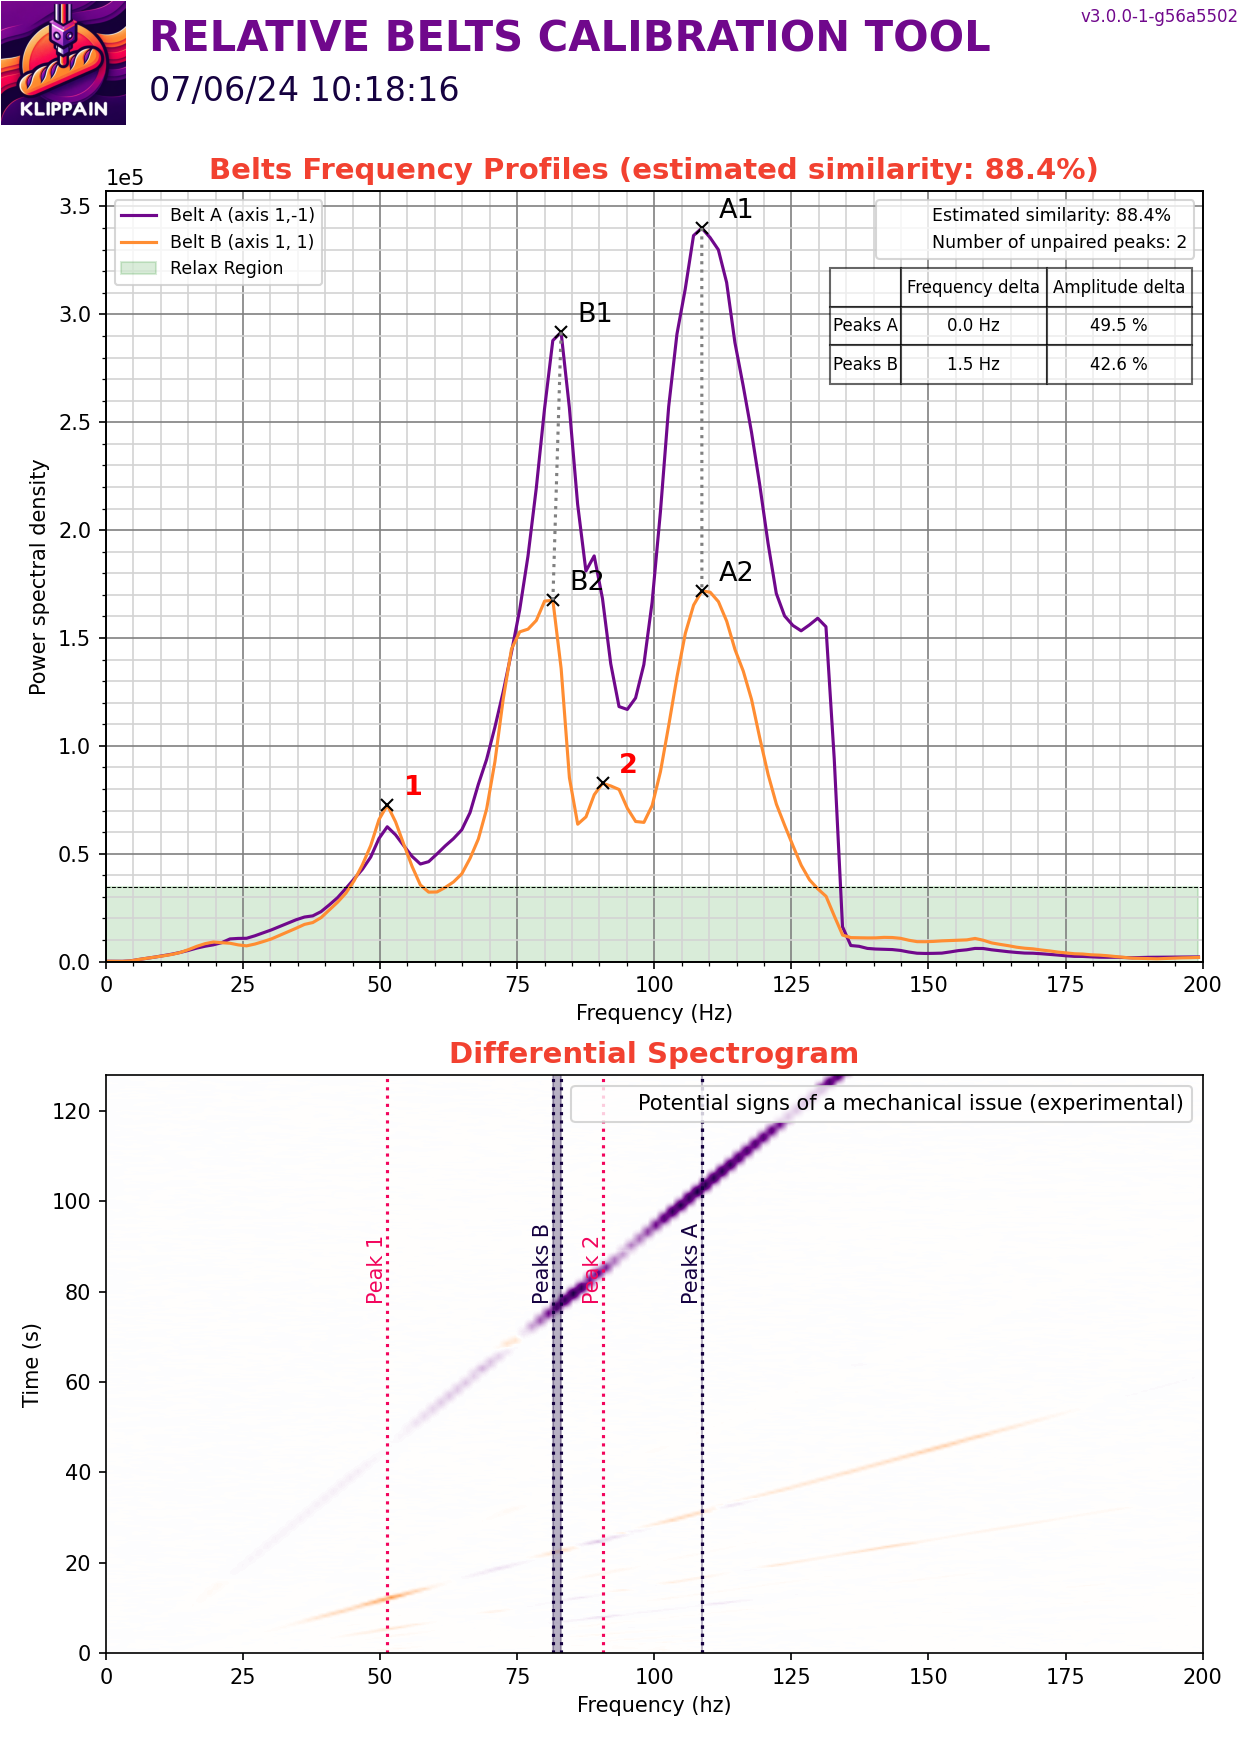 KLIPPAIN
RELATIVE BELTS CALIBRATION TOOL
v3.0.0-1-g56a5502
07/06/24 10:18:16
Belts Frequency Profiles (estimated similarity: 88.4%)
1e5
Belt A (axis 1,-1)
Belt B (axis 1, 1)
Relax Region
Estimated similarity: 88.4%
Number of unpaired peaks: 2
Frequency delta Amplitude delta
Peaks A 0.0 Hz 49.5 %
Peaks B 1.5 Hz 42.6 %
A1
B1
B2
A2
1
2
3.5
3.0
2.5
2.0
1.5
1.0
0.5
0.0
Power spectral density
0 25 50 75 100 125 150 175 200
Frequency (Hz)
Differential Spectrogram
Potential signs of a mechanical issue (experimental)
Peak 1
Peaks B
Peak 2
Peaks A
120
100
80
60
40
20
0
Time (s)
0 25 50 75 100 125 150 175 200
Frequency (hz)